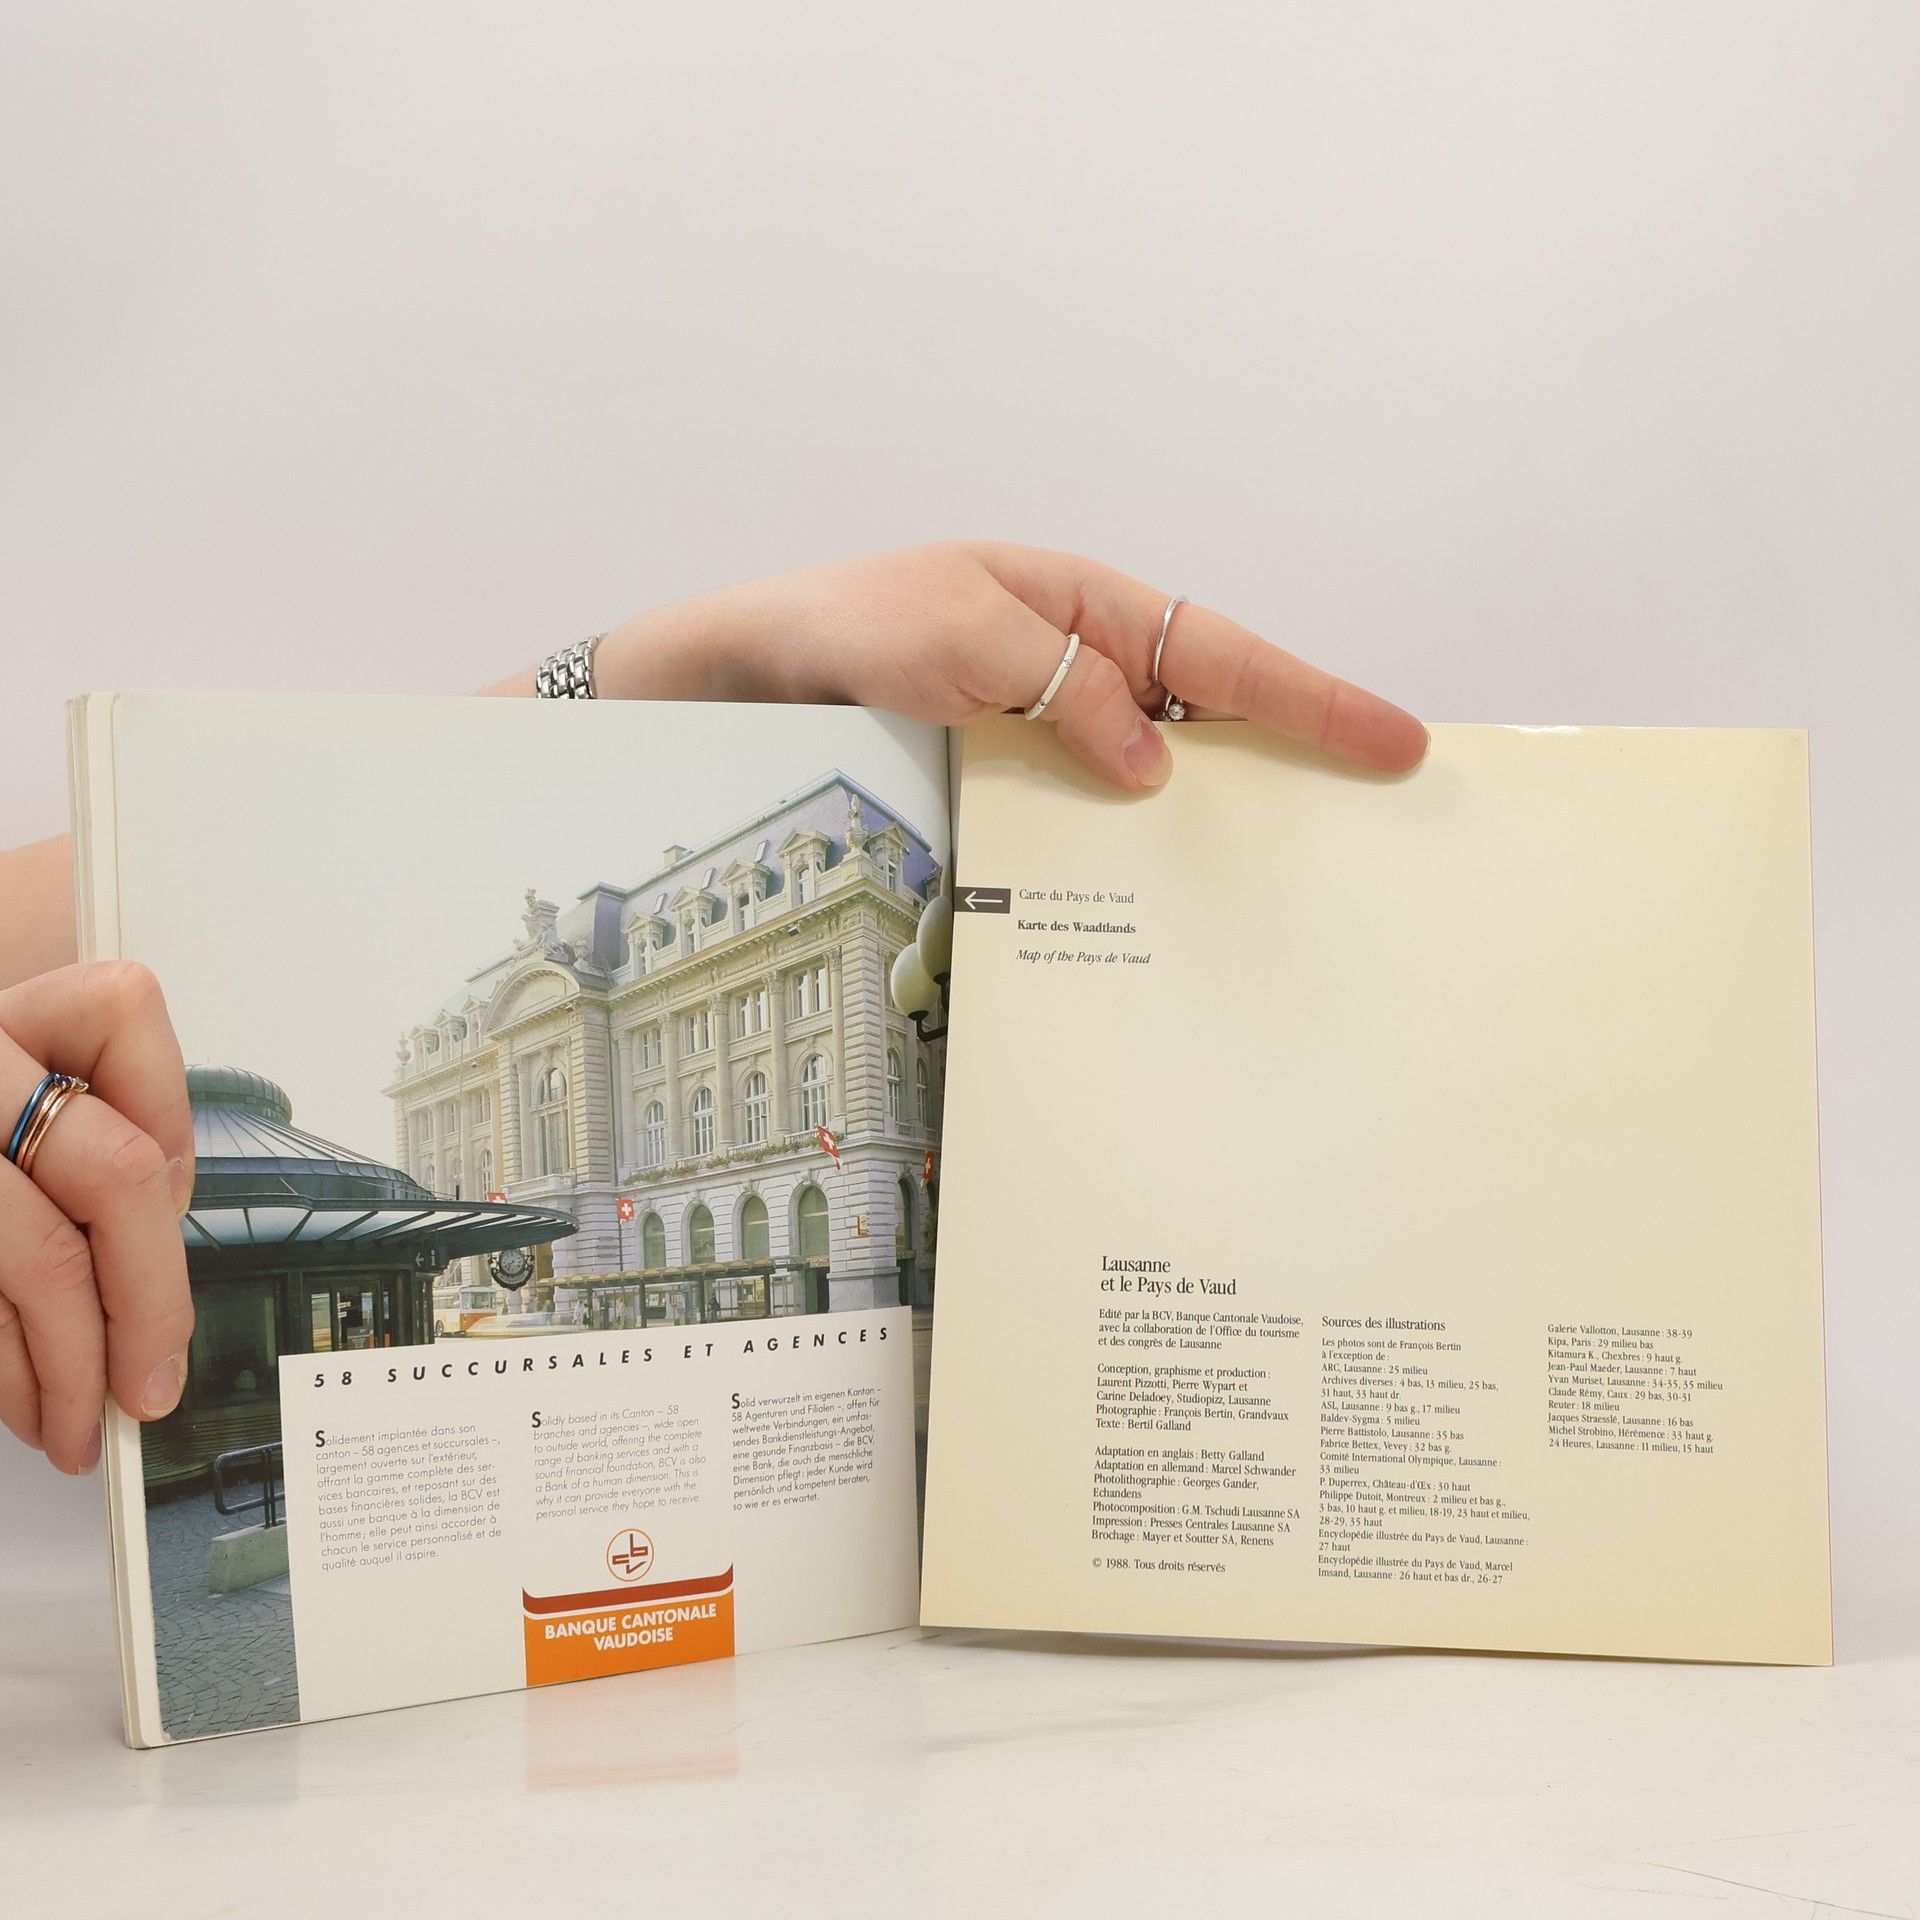 58 SUCCURSALES ET AGENCES
Solidement implantée dans son
canton – 58 agences et succursales –,
largement ouverte sur l'extérieur,
offrant la gamme complète des ser-
vices bancaires, et reposant sur des
bases financières solides, la BCV est
aussi une banque à la dimension de
l'homme; elle peut ainsi accorder à
chacun le service personnalisé et de
qualité auquel il aspire.
Solidly based in its Canton – 58
branches and agencies –, wide open
to outside world, offering the complete
range of banking services and with a
sound financial foundation, BCV is also
a Bank of a human dimension. This is
why it can provide everyone with the
personal service they hope to receive.
Solid verwurzelt im eigenen Kanton –
58 Agenturen und Filialen –, offen für
weltweite Verbindungen, ein umfas-
sendes Bankdienstleistungs-Angebot,
eine gesunde Finanzbasis – die BCV,
eine Bank, die auch die menschliche
Dimension pflegt: jeder Kunde wird
persönlich und kompetent beraten,
so wie er es erwartet.
BANQUE CANTONALE
VAUDOISE
Carte du Pays de Vaud
Karte des Waadtlands
Map of the Pays de Vaud
Lausanne
et le Pays de Vaud
Edité par la BCV, Banque Cantonale Vaudoise,
avec la collaboration de l'Office du tourisme
et des congrès de Lausanne
Conception, graphisme et production :
Laurent Pizzotti, Pierre Wypart et
Carine Deladoey, Studiopizz, Lausanne
Photographie : François Bertin, Grandvaux
Texte : Bertil Galland
Adaptation en anglais : Betty Galland
Adaptation en allemand : Marcel Schwander
Photolithographie : Georges Gander,
Echandens
Photocomposition : G.M. Tschudi Lausanne SA
Impression : Presses Centrales Lausanne SA
Brochage : Mayer et Soutter SA, Renens
© 1988. Tous droits réservés
Sources des illustrations
Les photos sont de François Bertin
à l'exception de :
ARC, Lausanne : 25 milieu
Archives diverses : 4 bas, 13 milieu, 25 bas,
31 haut, 33 haut dr.
ASL, Lausanne : 9 bas g., 17 milieu
Baldev-Sygma : 5 milieu
Pierre Battistolo, Lausanne : 35 bas
Fabrice Bettex, Vevey : 32 bas g.
Comité International Olympique, Lausanne :
33 milieu
P. Duperrex, Château-d'Œx : 30 haut
Philippe Dutoit, Montreux : 2 milieu et bas g.,
3 bas, 10 haut g. et milieu, 18-19, 23 haut et milieu,
28-29, 35 haut
Encyclopédie illustrée du Pays de Vaud, Lausanne :
27 haut
Encyclopédie illustrée du Pays de Vaud, Marcel
Imsand, Lausanne : 26 haut et bas dr., 26-27
Galerie Vallotton, Lausanne : 38-39
Kipa, Paris : 29 milieu bas
Kitamura K., Chexbres : 9 haut g.
Jean-Paul Maeder, Lausanne : 7 haut
Yvan Muriset, Lausanne : 34-35, 35 milieu
Claude Rémy, Caux : 29 bas, 30-31
Reuter : 18 milieu
Jacques Straesslé, Lausanne : 16 bas
Michel Strobino, Hérémence : 33 haut g.
24 Heures, Lausanne : 11 milieu, 15 haut